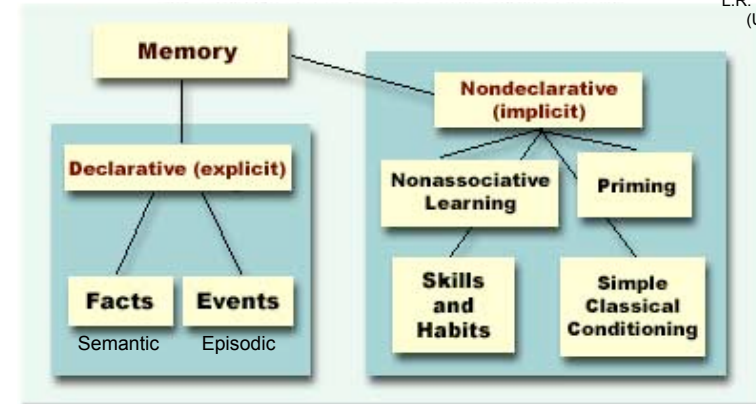 L.R.
(U
Memory
Nondeclarative
(implicit)
Declarative (explicit)
Nonassociative
Learning
Priming
Facts
Events
Semantic
Episodic
Skills
and
Habits
Simple
Classical
Conditioning